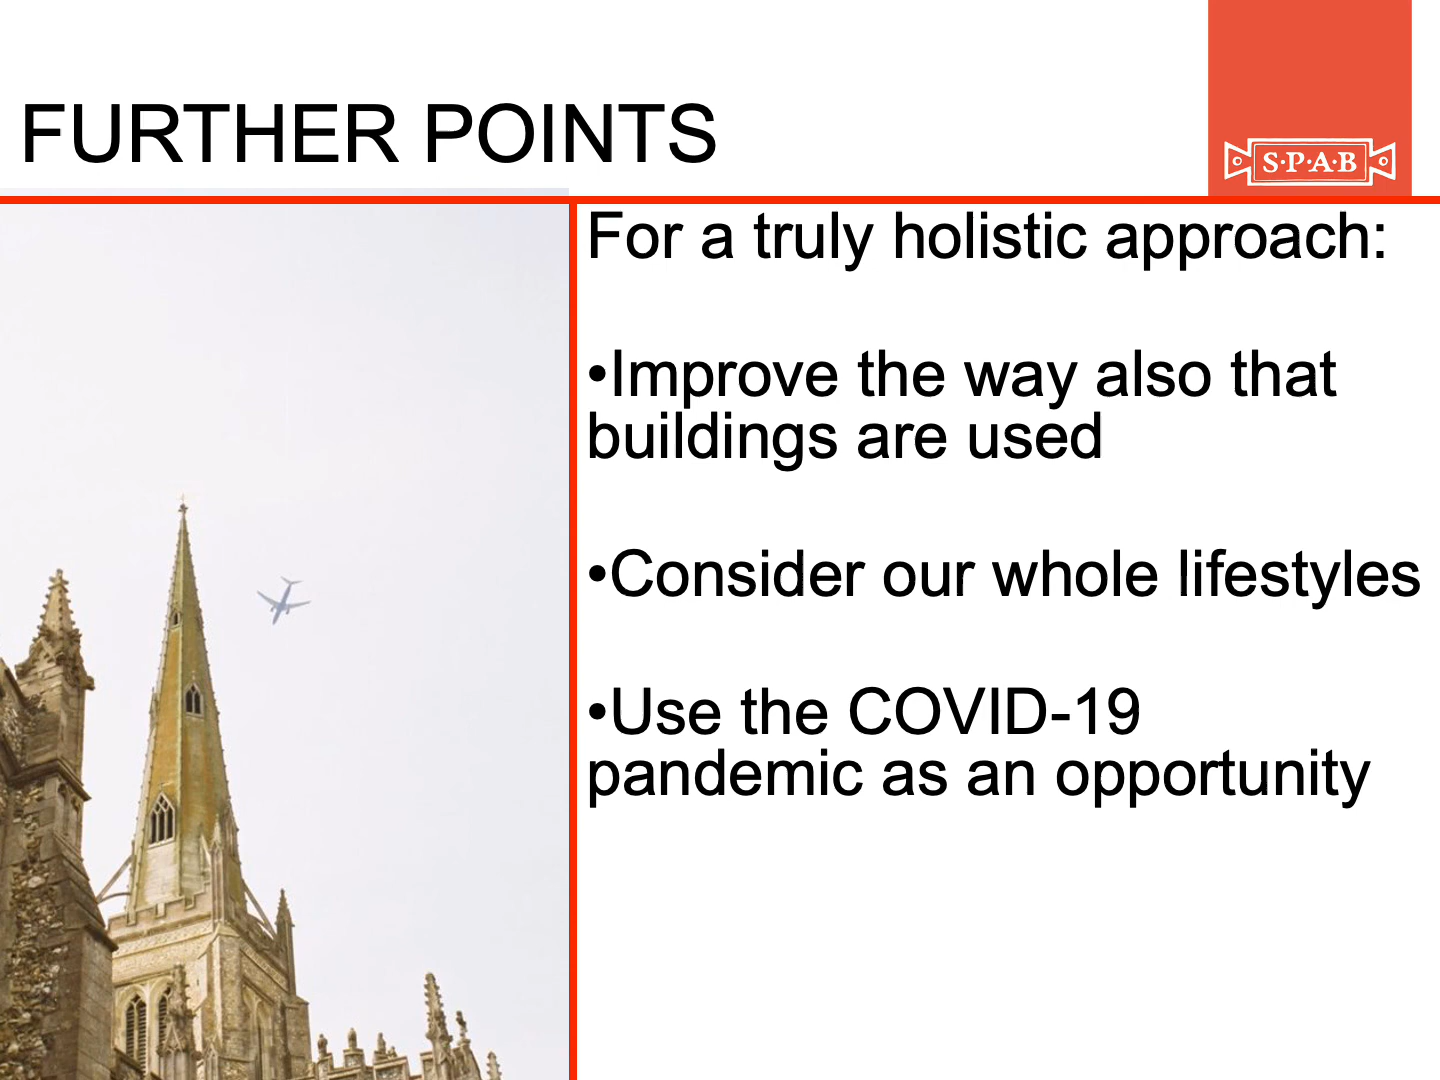 FURTHER POINTS
S·P·A·B
For a truly holistic approach:
•Improve the way also that
buildings are used
•Consider our whole lifestyles
•Use the COVID-19
pandemic as an opportunity